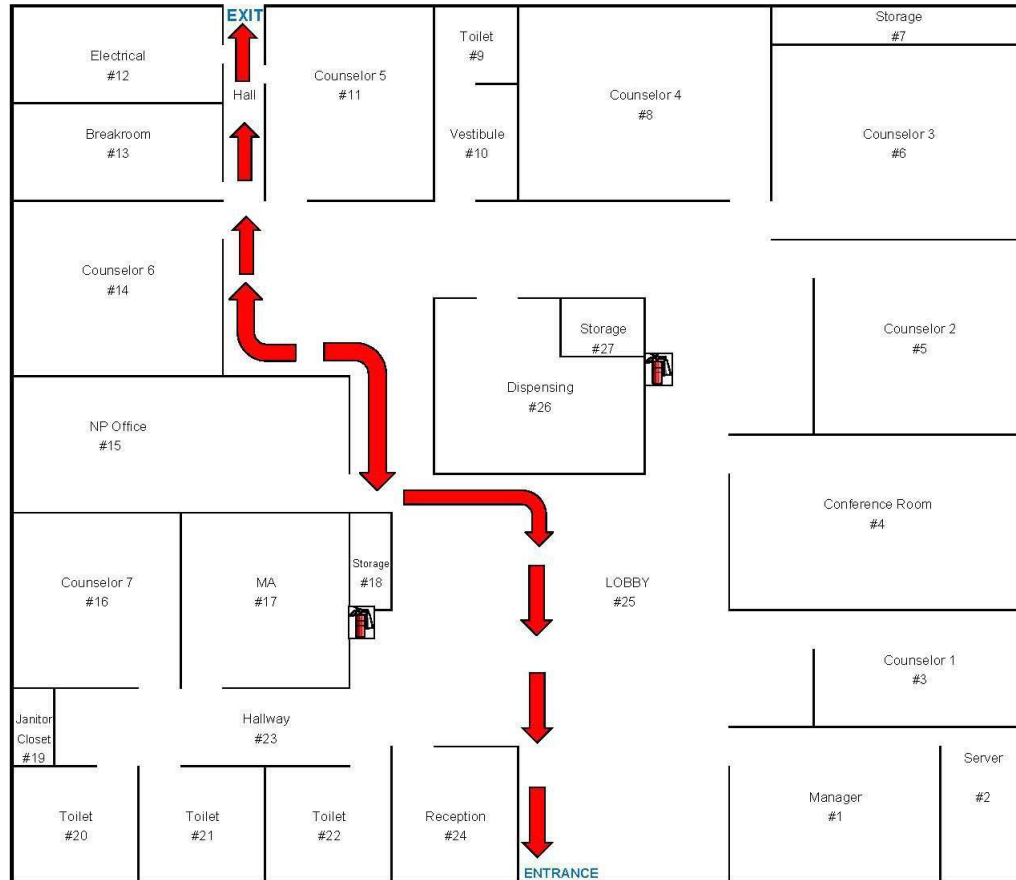 EXIT
Storage
#7
Electrical
#12
Hall
Counselor 5
#11
Toilet
#9
Counselor 4
#8
Counselor 3
#6
Breakroom
#13
Vestibule
#10
Counselor 6
#14
Storage
#27
Counselor 2
#5
Dispensing
#26
NP Office
#15
Conference Room
#4
Counselor 7
#16
MA
#17
Storage
#18
LOBBY
#25
Counselor 1
#3
Janitor
Closet
#19
Hallway
#23
Server
#2
Toilet
#20
Toilet
#21
Toilet
#22
Reception
#24
Manager
#1
ENTRANCE